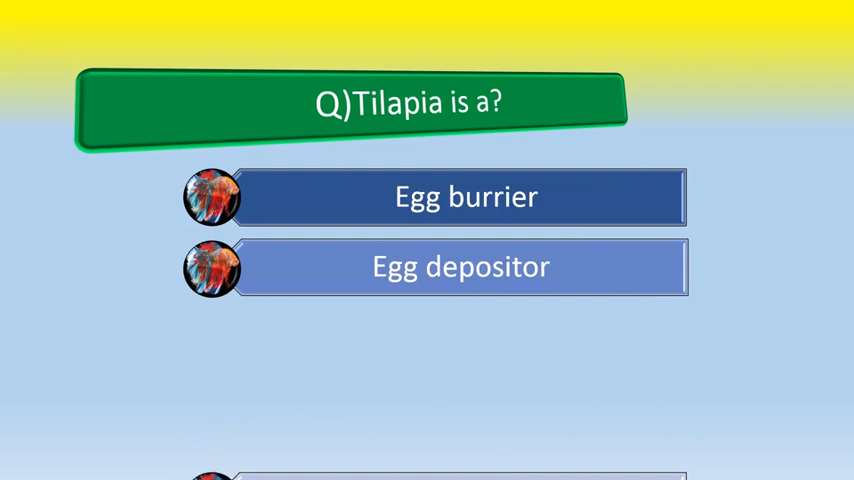 Q)Tilapia is a?
Egg burrier
Egg depositor